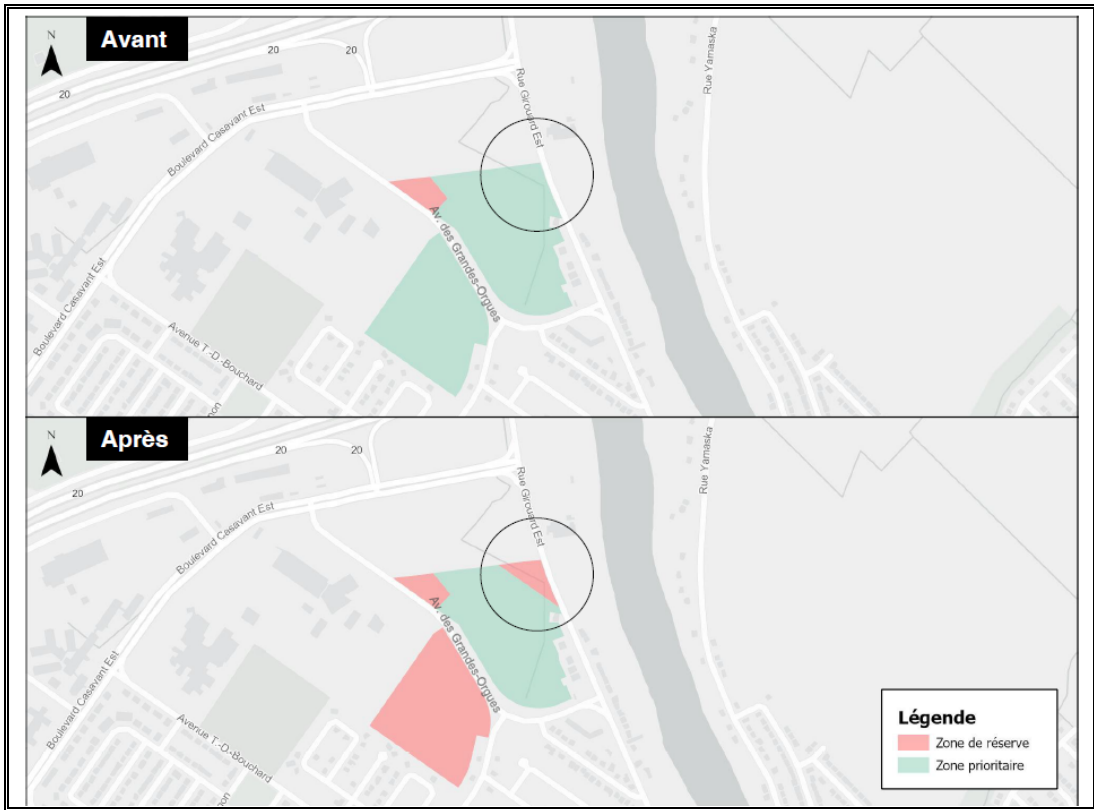 Avant
N
20
20
20
Boulevard Casavant Est
Rue Girouard Est
Rue Yamaska
Av. des Grandes-Orgues
Boulevard Casavant Est
Avenue T.-D.-Bouchard
Après
N
20
20
20
Boulevard Casavant Est
Rue Girouard Est
Rue Yamaska
Av. des Grandes-Orgues
Boulevard Casavant Est
Avenue T.-D.-Bouchard
Légende
Zone de réserve
Zone prioritaire